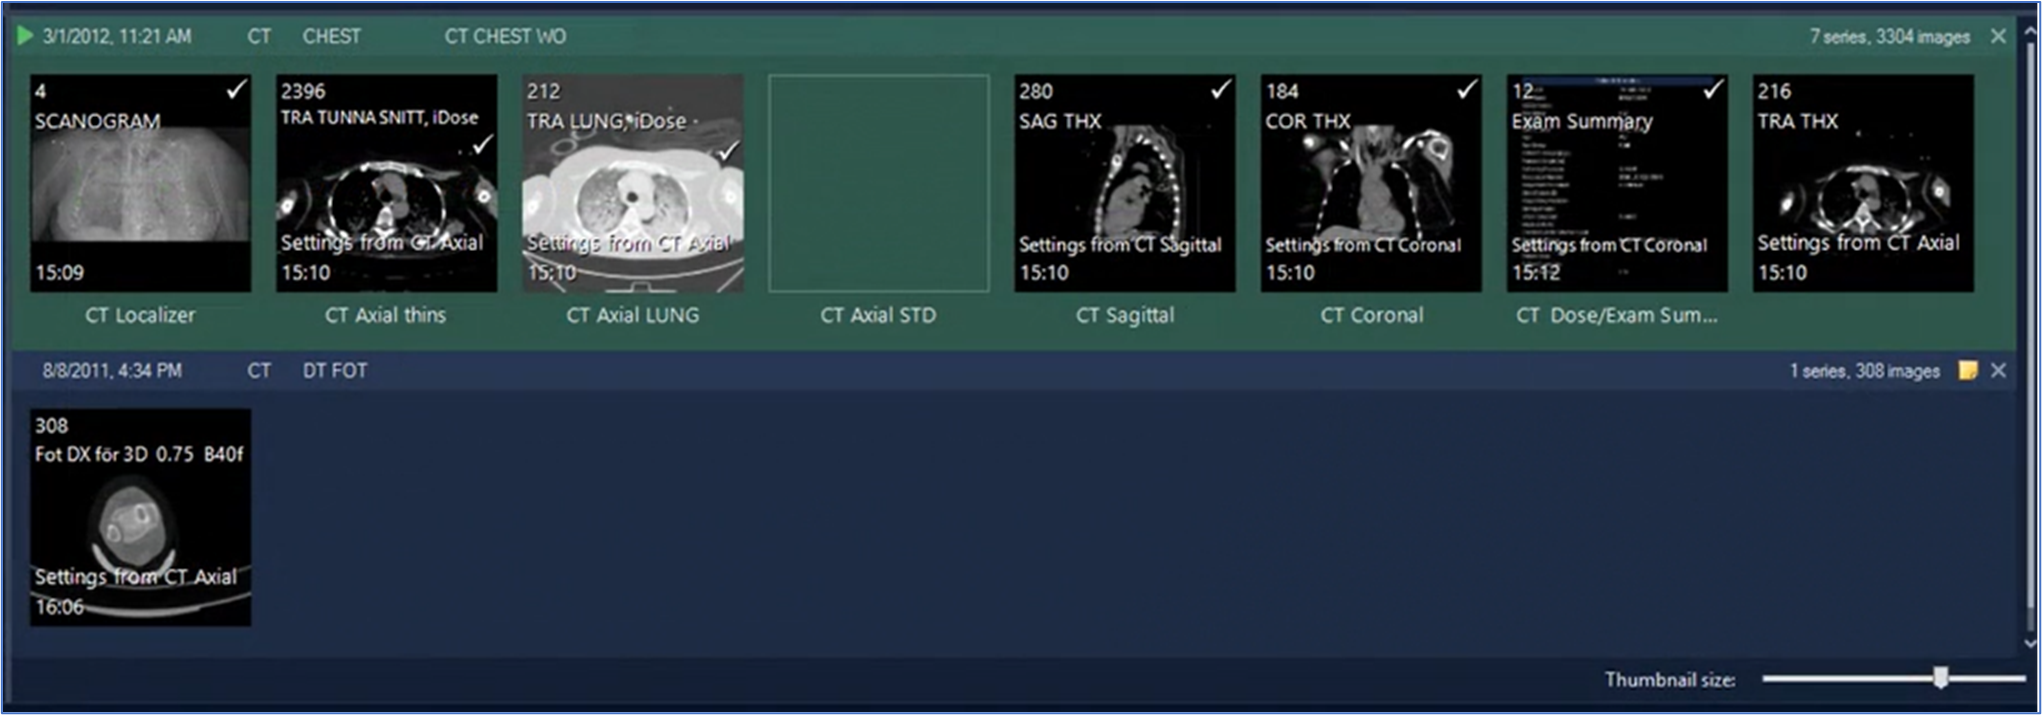 3/1/2012, 11:21 AM CT CHEST CT CHEST WO 7 series, 3304 images
4
SCANOGRAM
15:09
CT Localizer
2396
TRA TUNNA SNITT, iDose
Settings from CT Axial
15:10
CT Axial thins
212
TRA LUNG, iDose
Settings from CT Axial
15:10
CT Axial LUNG
CT Axial STD
280
SAG THX
Settings from CT Sagittal
15:10
CT Sagittal
184
COR THX
Settings from CT Coronal
15:10
CT Coronal
12
Exam Summary
Settings from CT Coronal
15:12
CT Dose/Exam Sum...
216
TRA THX
Settings from CT Axial
15:10
8/8/2011, 4:34 PM CT DT FOT 1 series, 308 images
308
Fot DX för 3D 0.75 B40f
Settings from CT Axial
16:06
Thumbnail size: